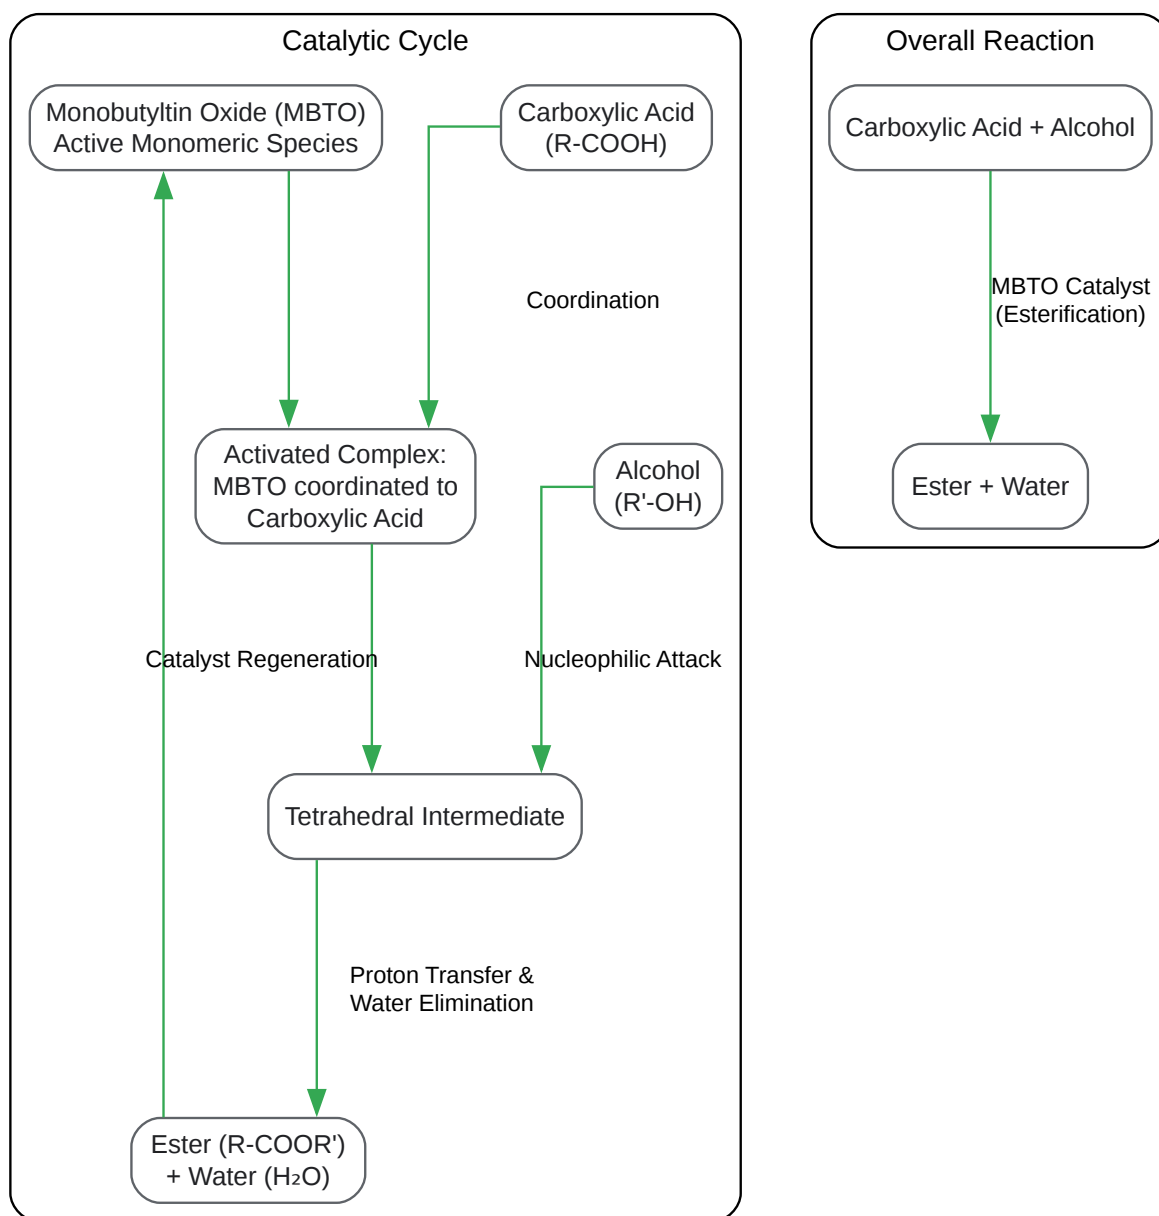 Catalytic Cycle
Monobutyltin Oxide (MBTO)
Active Monomeric Species
Carboxylic Acid
(R-COOH)
Coordination
Activated Complex:
MBTO coordinated to
Carboxylic Acid
Alcohol
(R'-OH)
Catalyst Regeneration
Nucleophilic Attack
Tetrahedral Intermediate
Proton Transfer &
Water Elimination
Ester (R-COOR')
+ Water (H₂O)
Overall Reaction
Carboxylic Acid + Alcohol
MBTO Catalyst
(Esterification)
Ester + Water